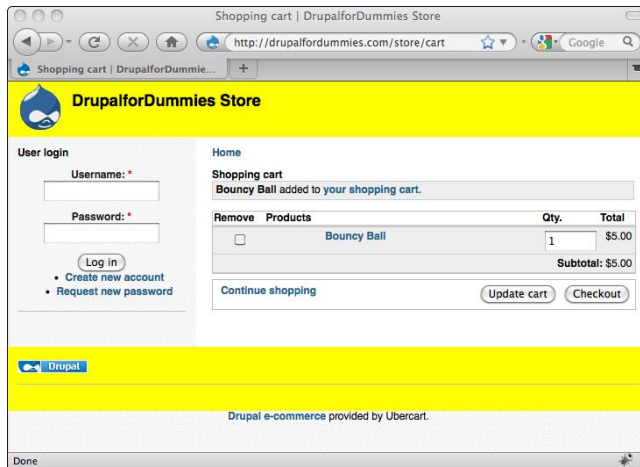 Shopping cart | DrupalforDummies Store
http://drupalfordummies.com/store/cart
Google
Shopping cart | DrupalforDummie...
+
DrupalforDummies Store
User login
Username: *
Password: *
Log in
• Create new account
• Request new password
Home
Shopping cart
Bouncy Ball added to your shopping cart.
Remove Products Qty. Total
Bouncy Ball 1 $5.00
Subtotal: $5.00
Continue shopping Update cart Checkout
Drupal
Drupal e-commerce provided by Ubercart.
Done